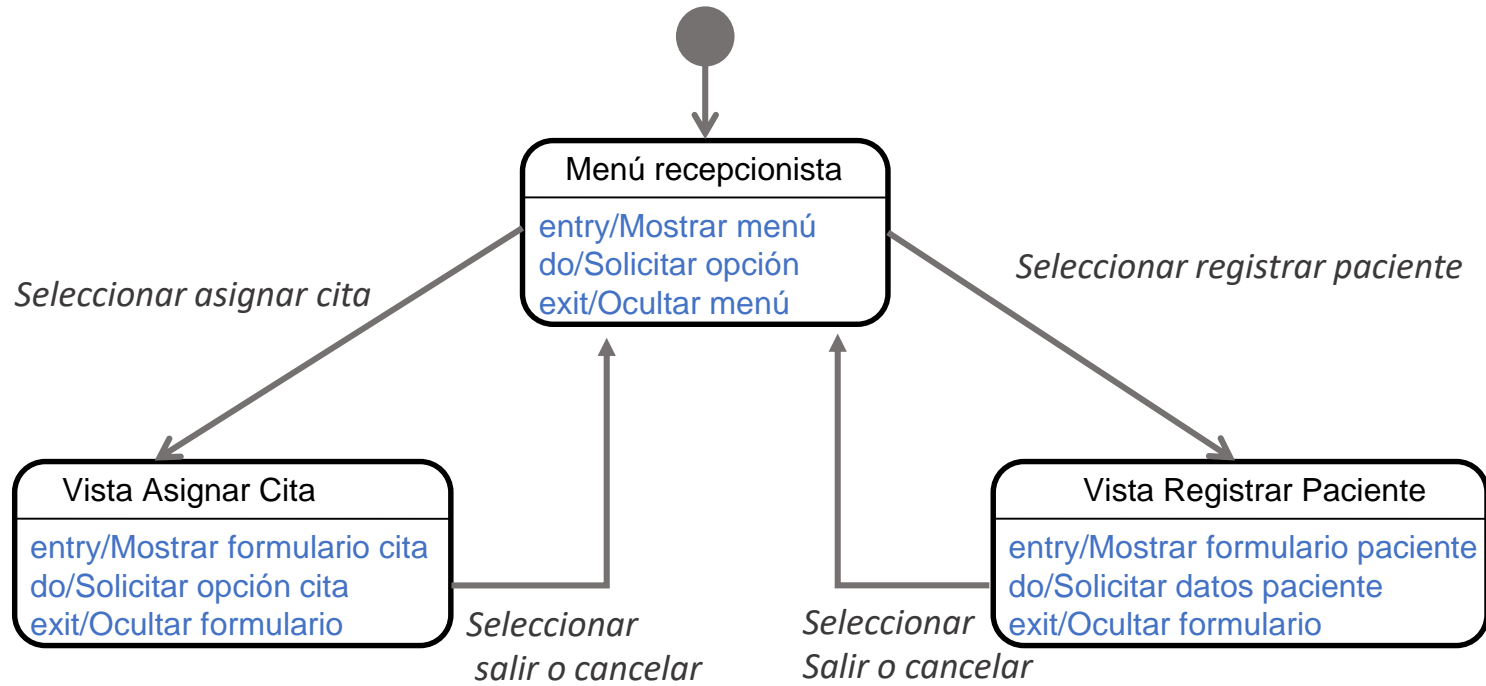 Menú recepcionista
entry/Mostrar menú
do/Solicitar opción
exit/Ocultar menú
Seleccionar asignar cita
Seleccionar registrar paciente
Vista Asignar Cita
entry/Mostrar formulario cita
do/Solicitar opción cita
exit/Ocultar formulario
Seleccionar
salir o cancelar
Seleccionar
Salir o cancelar
Vista Registrar Paciente
entry/Mostrar formulario paciente
do/Solicitar datos paciente
exit/Ocultar formulario